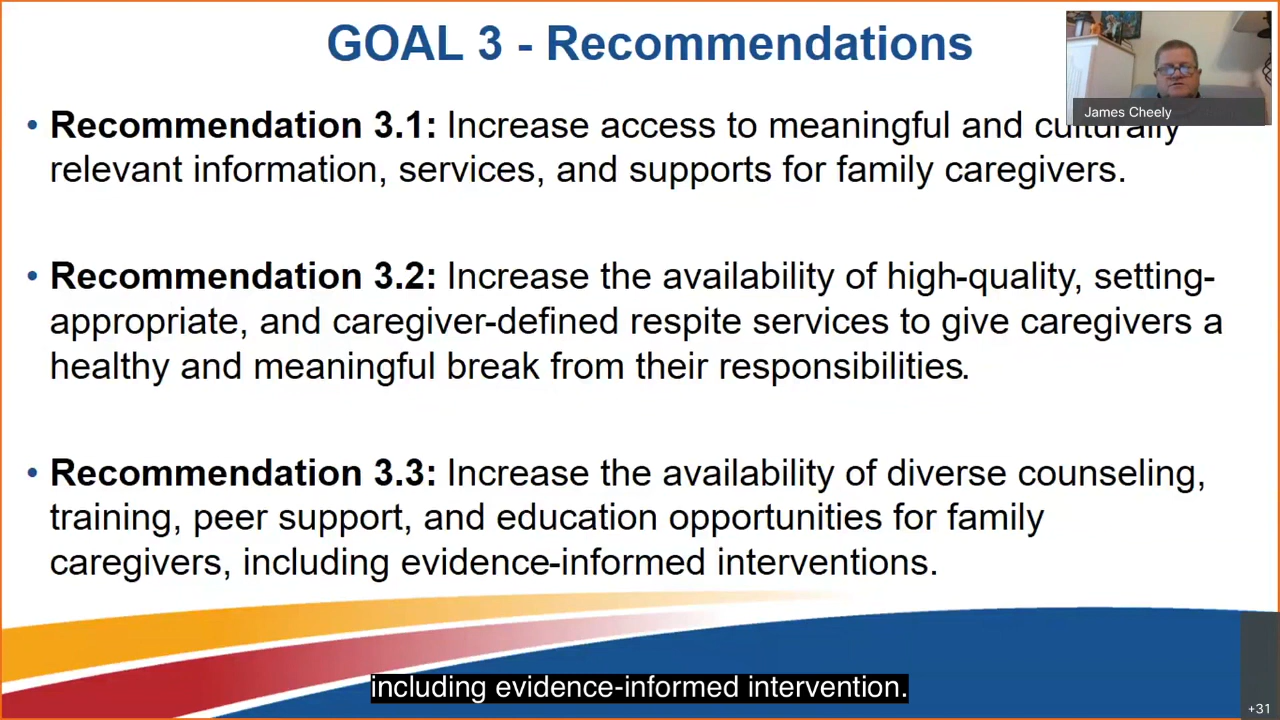 GOAL 3 - Recommendations
James Cheely
• Recommendation 3.1: Increase access to meaningful and culturally
relevant information, services, and supports for family caregivers.
• Recommendation 3.2: Increase the availability of high-quality, setting-
appropriate, and caregiver-defined respite services to give caregivers a
healthy and meaningful break from their responsibilities.
• Recommendation 3.3: Increase the availability of diverse counseling,
training, peer support, and education opportunities for family
caregivers, including evidence-informed interventions.
including evidence-informed intervention.
+31